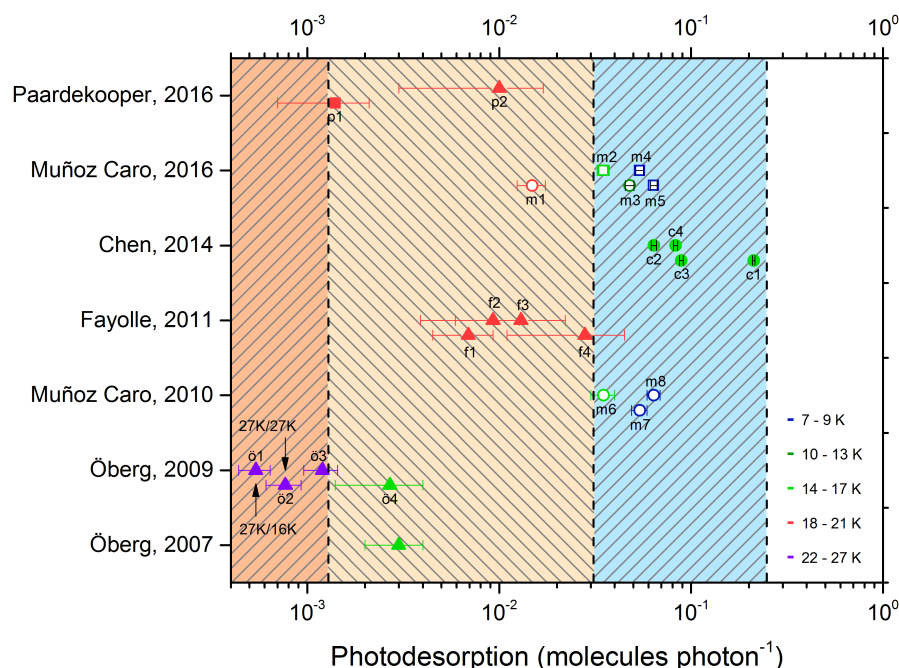 10⁻³ 10⁻² 10⁻¹ 10⁰
Paardekooper, 2016
p1
p2
Muñoz Caro, 2016
m2
m4
m1
m3
m5
Chen, 2014
c4
c2
c3
c1
Fayolle, 2011
f2
f3
f1
f4
Muñoz Caro, 2010
m8
m6
m7
27K/27K
Öberg, 2009
ö1
ö3
ö2
ö4
27K/16K
Öberg, 2007
7 - 9 K
10 - 13 K
14 - 17 K
18 - 21 K
22 - 27 K
10⁻³ 10⁻² 10⁻¹ 10⁰
Photodesorption (molecules photon⁻¹)